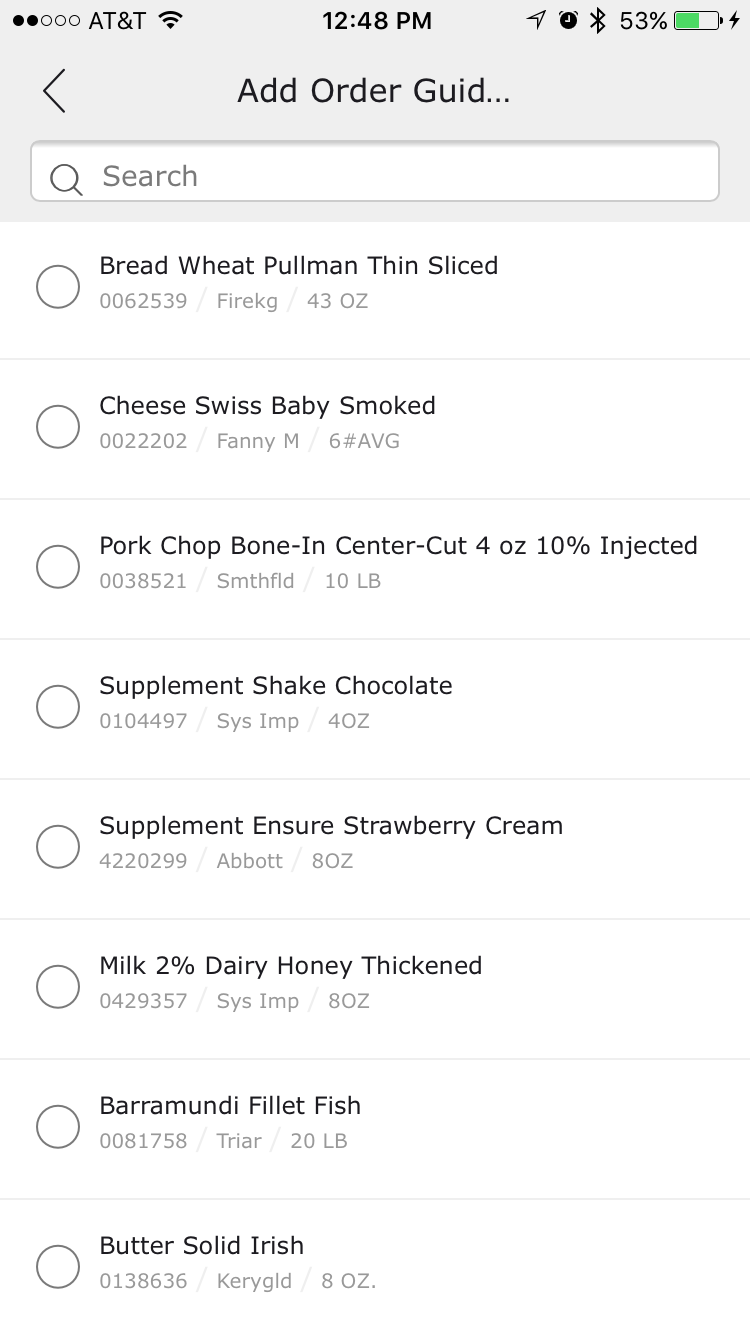 AT&T 12:48 PM 53%
Add Order Guid...
Search
Bread Wheat Pullman Thin Sliced
0062539 / Firekg / 43 OZ
Cheese Swiss Baby Smoked
0022202 / Fanny M / 6#AVG
Pork Chop Bone-In Center-Cut 4 oz 10% Injected
0038521 / Smthfld / 10 LB
Supplement Shake Chocolate
0104497 / Sys Imp / 4OZ
Supplement Ensure Strawberry Cream
4220299 / Abbott / 8OZ
Milk 2% Dairy Honey Thickened
0429357 / Sys Imp / 8OZ
Barramundi Fillet Fish
0081758 / Triar / 20 LB
Butter Solid Irish
0138636 / Kerygld / 8 OZ.